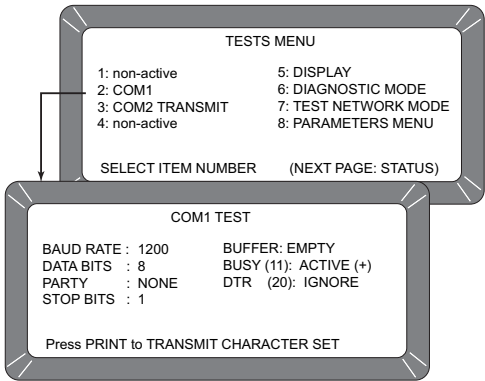 TESTS MENU
1: non-active 5: DISPLAY
2: COM1 6: DIAGNOSTIC MODE
3: COM2 TRANSMIT 7: TEST NETWORK MODE
4: non-active 8: PARAMETERS MENU
SELECT ITEM NUMBER (NEXT PAGE: STATUS)
COM1 TEST
BAUD RATE : 1200 BUFFER: EMPTY
DATA BITS : 8 BUSY (11): ACTIVE (+)
PARTY : NONE DTR (20): IGNORE
STOP BITS : 1
Press PRINT to TRANSMIT CHARACTER SET